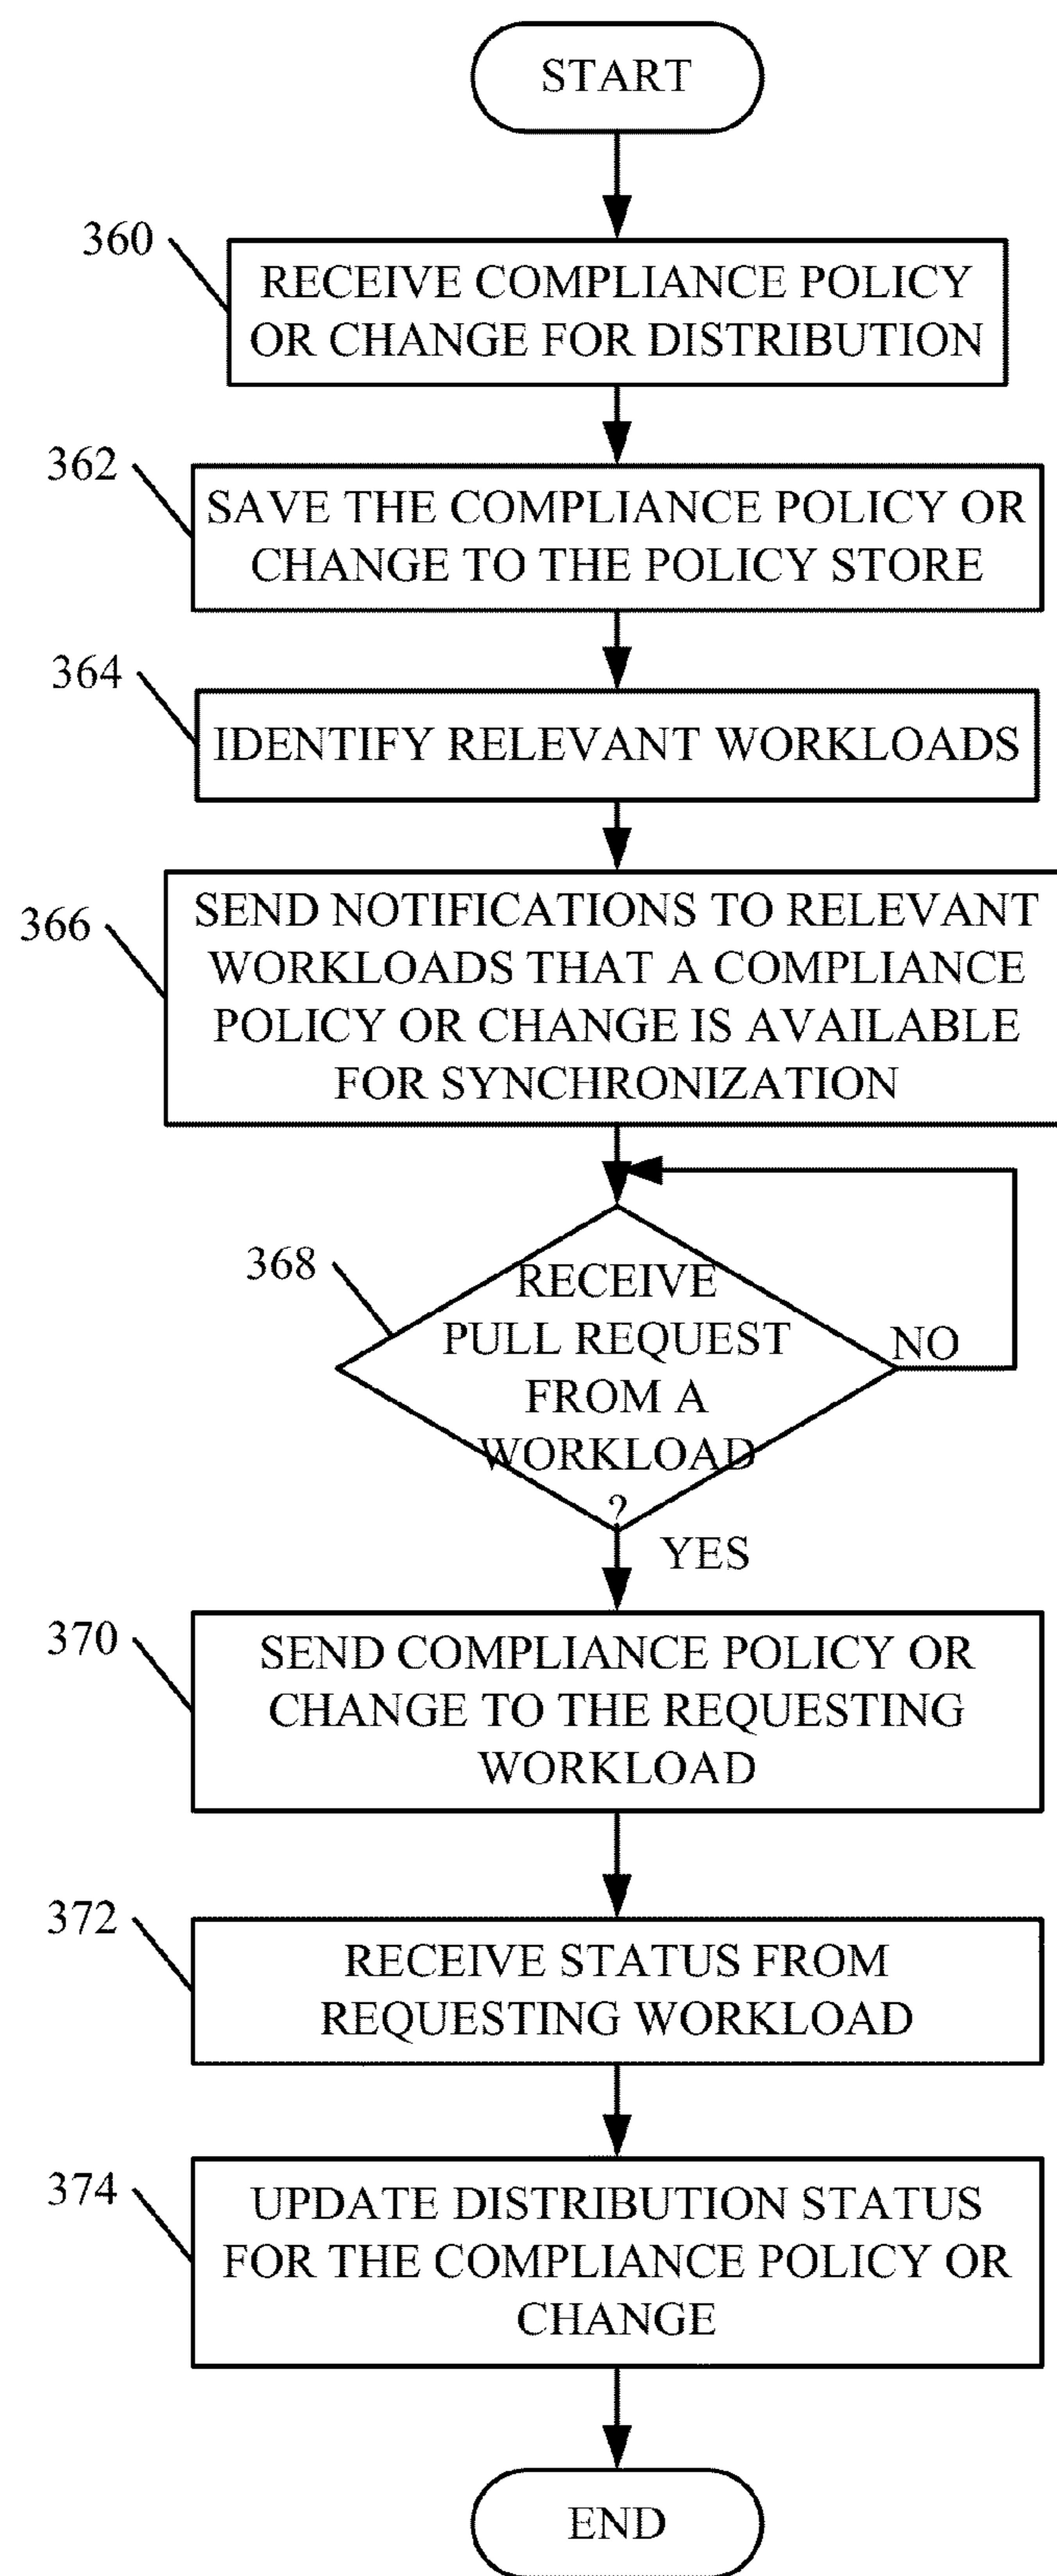 START
360
RECEIVE COMPLIANCE POLICY
OR CHANGE FOR DISTRIBUTION
362
SAVE THE COMPLIANCE POLICY OR
CHANGE TO THE POLICY STORE
364
IDENTIFY RELEVANT WORKLOADS
366
SEND NOTIFICATIONS TO RELEVANT
WORKLOADS THAT A COMPLIANCE
POLICY OR CHANGE IS AVAILABLE
FOR SYNCHRONIZATION
368
RECEIVE
PULL REQUEST
FROM A
WORKLOAD
?
NO
YES
370
SEND COMPLIANCE POLICY OR
CHANGE TO THE REQUESTING
WORKLOAD
372
RECEIVE STATUS FROM
REQUESTING WORKLOAD
374
UPDATE DISTRIBUTION STATUS
FOR THE COMPLIANCE POLICY OR
CHANGE
END